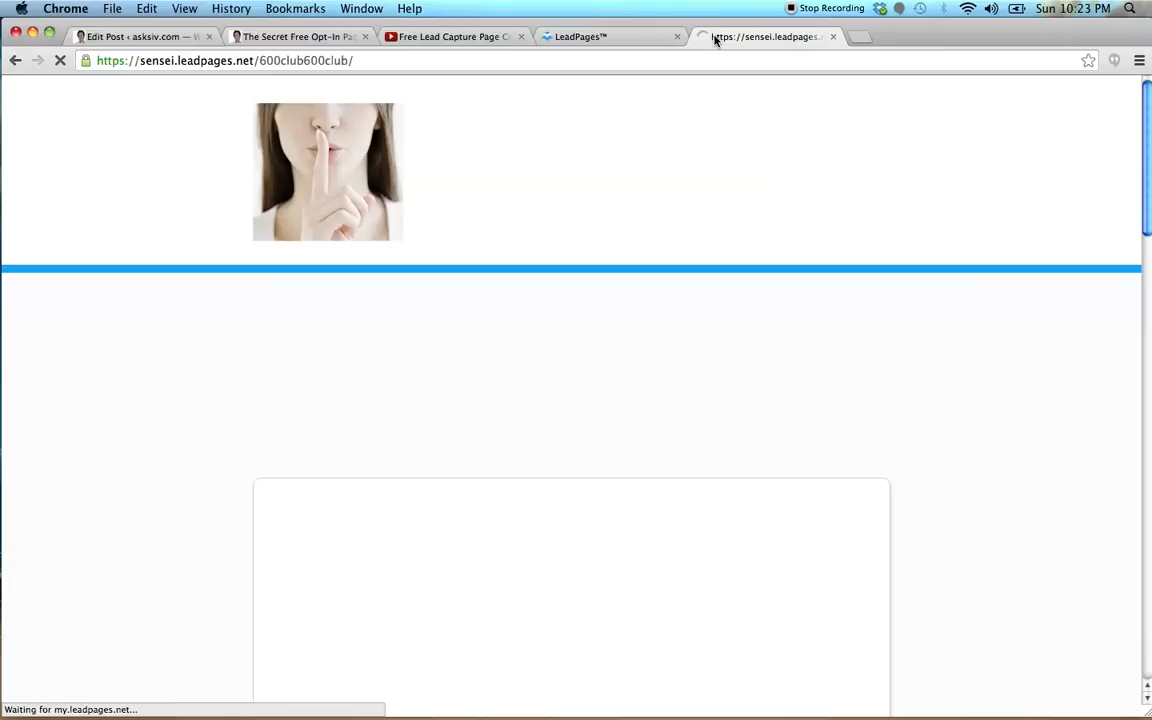 Chrome File Edit View History Bookmarks Window Help Stop Recording Sun 10:23 PM
Edit Post ‹ asksiv.com — The Secret Free Opt-In Pa Free Lead Capture Page C LeadPages™ https://sensei.leadpages.
https://sensei.leadpages.net/600club600club/
Waiting for my.leadpages.net...